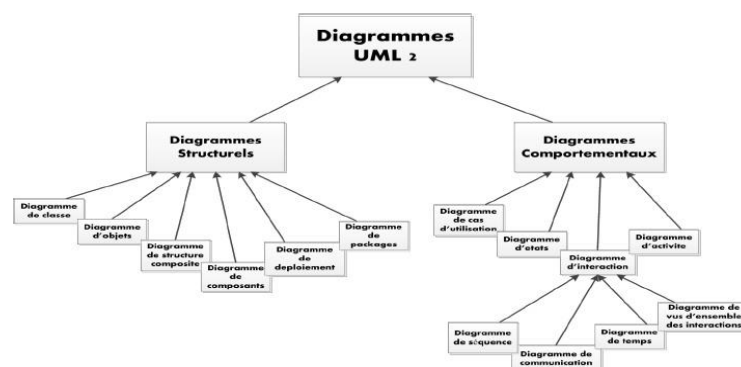 Diagrammes
UML 2
Diagrammes
Structurels
Diagrammes
Comportementaux
Diagramme
de classe
Diagramme
d'objets
Diagramme
de structure
composite
Diagramme
de
composants
Diagramme
de
deploiement
Diagramme
de
packages
Diagramme
de cas
d'utilisation
Diagramme
d'etats
Diagramme
d'interaction
Diagramme
d'activite
Diagramme
de séquence
Diagramme de
communication
Diagramme
de temps
Diagramme de
vus d'ensemble
des interactions